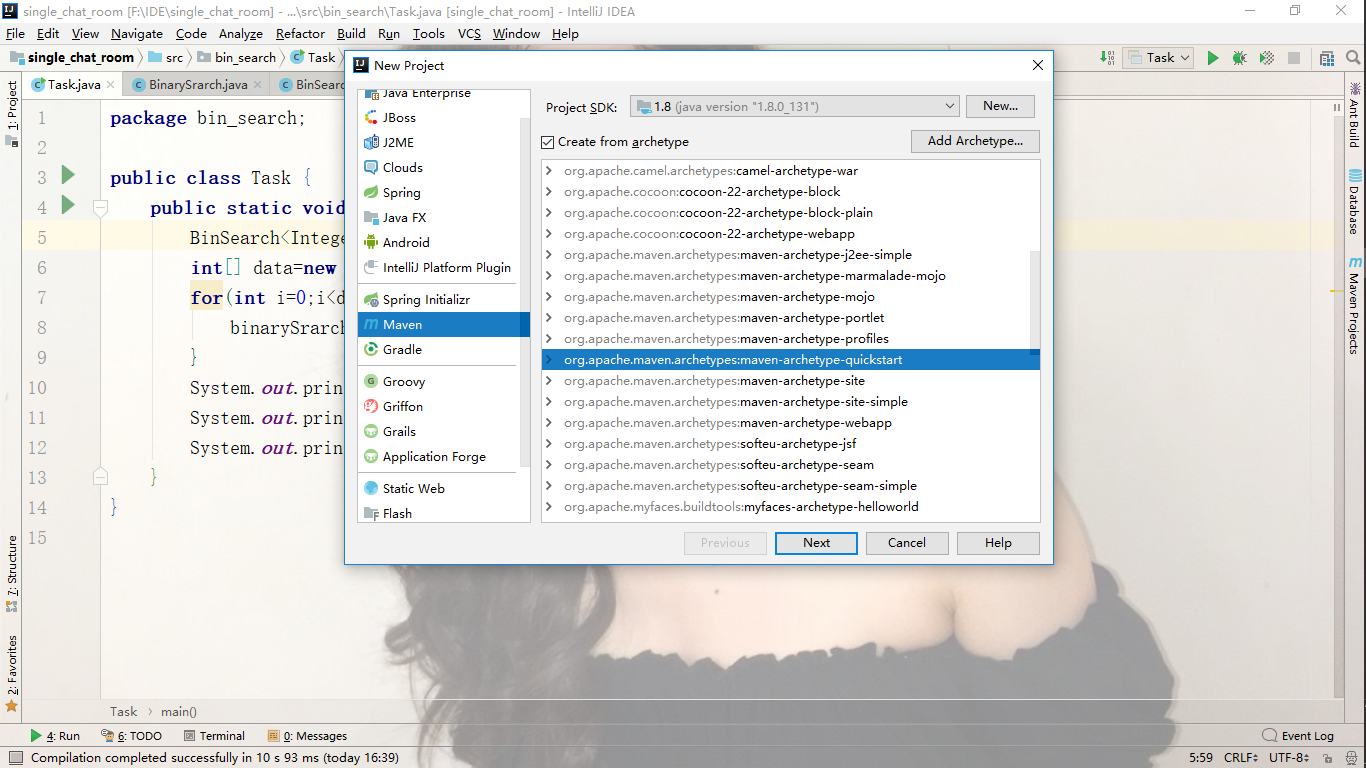 single_chat_room [F:\IDE\single_chat_room] - ...\src\bin_search\Task.java [single_chat_room] - IntelliJ IDEA
File Edit View Navigate Code Analyze Refactor Build Run Tools VCS Window Help
single_chat_room src bin_search Task
Task
Task.java BinarySrarch.java BinSearc
1: Project
7: Structure
2: Favorites
1 package bin_search;
2
3 public class Task {
4 public static void
5 BinSearch<Intege
6 int[] data=new
7 for(int i=0;i<d
8 binarySrarch
9 }
10 System.out.prin
11 System.out.prin
12 System.out.prin
13 }
14 }
15
New Project
Java Enterprise
JBoss
J2ME
Clouds
Spring
Java FX
Android
IntelliJ Platform Plugin
Spring Initializr
Maven
Gradle
Groovy
Griffon
Grails
Application Forge
Static Web
Flash
Project SDK: 1.8 (java version "1.8.0_131") New...
Create from archetype Add Archetype...
org.apache.camel.archetypes:camel-archetype-war
org.apache.cocoon:cocoon-22-archetype-block
org.apache.cocoon:cocoon-22-archetype-block-plain
org.apache.cocoon:cocoon-22-archetype-webapp
org.apache.maven.archetypes:maven-archetype-j2ee-simple
org.apache.maven.archetypes:maven-archetype-marmalade-mojo
org.apache.maven.archetypes:maven-archetype-mojo
org.apache.maven.archetypes:maven-archetype-portlet
org.apache.maven.archetypes:maven-archetype-profiles
org.apache.maven.archetypes:maven-archetype-quickstart
org.apache.maven.archetypes:maven-archetype-site
org.apache.maven.archetypes:maven-archetype-site-simple
org.apache.maven.archetypes:maven-archetype-webapp
org.apache.maven.archetypes:softeu-archetype-jsf
org.apache.maven.archetypes:softeu-archetype-seam
org.apache.maven.archetypes:softeu-archetype-seam-simple
org.apache.myfaces.buildtools:myfaces-archetype-helloworld
Previous Next Cancel Help
Ant Build
Database
Maven Projects
Task main()
4: Run 6: TODO Terminal 0: Messages Event Log
Compilation completed successfully in 10 s 93 ms (today 16:39) 5:59 CRLF UTF-8